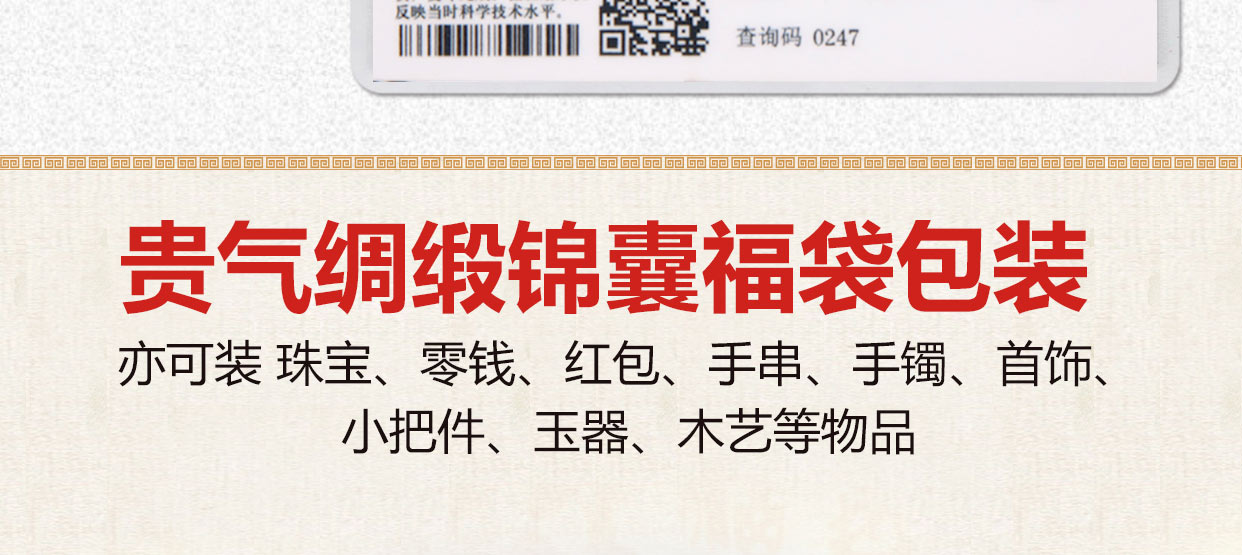 反映当时科学技术水平。
查询码 0247
贵气绸缎锦囊福袋包装
亦可装 珠宝、零钱、红包、手串、手镯、首饰、
小把件、玉器、木艺等物品